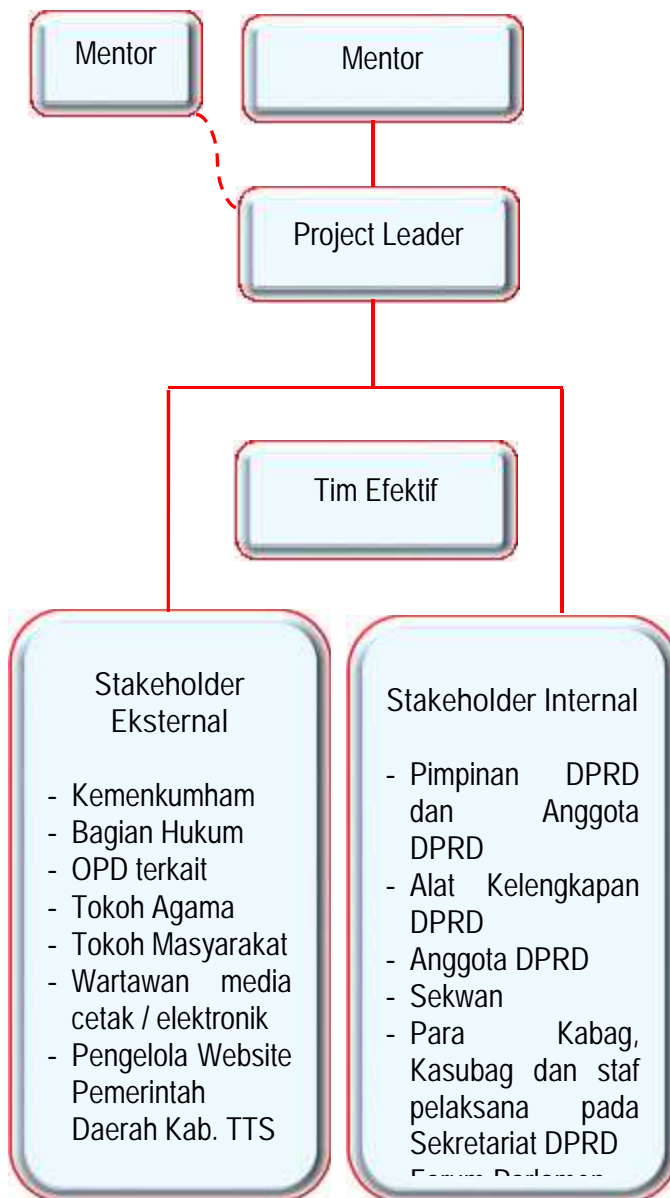 Mentor
Mentor
Project Leader
Tim Efektif
Stakeholder
Eksternal
- Kemenkumham
- Bagian Hukum
- OPD terkait
- Tokoh Agama
- Tokoh Masyarakat
- Wartawan media
cetak / elektronik
- Pengelola Website
Pemerintah
Daerah Kab. TTS
Stakeholder Internal
- Pimpinan DPRD
dan Anggota
DPRD
- Alat Kelengkapan
DPRD
- Anggota DPRD
- Sekwan
- Para Kabag,
Kasubag dan staf
pelaksana pada
Sekretariat DPRD